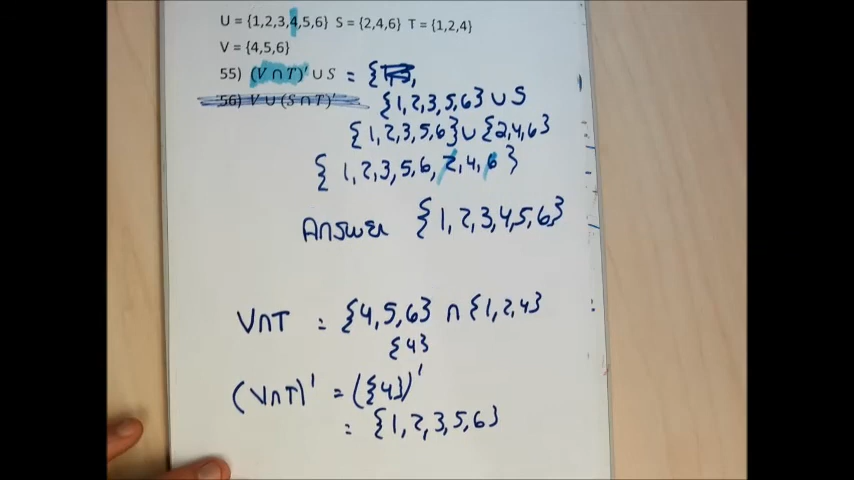 U = {1,2,3,4,5,6} S = {2,4,6} T = {1,2,4}
V = {4,5,6}
55) (V ∩ T)′ ∪ S = {
{1,2,3,5,6} ∪ S
56) V ∪ (S ∩ T)′
{1,2,3,5,6} ∪ {2,4,6}
{1,2,3,5,6,2,4,6}
Answer {1,2,3,4,5,6}
V∩T = {4,5,6} ∩ {1,2,4}
{4}
(V∩T)′ = ({4})′
= {1,2,3,5,6}